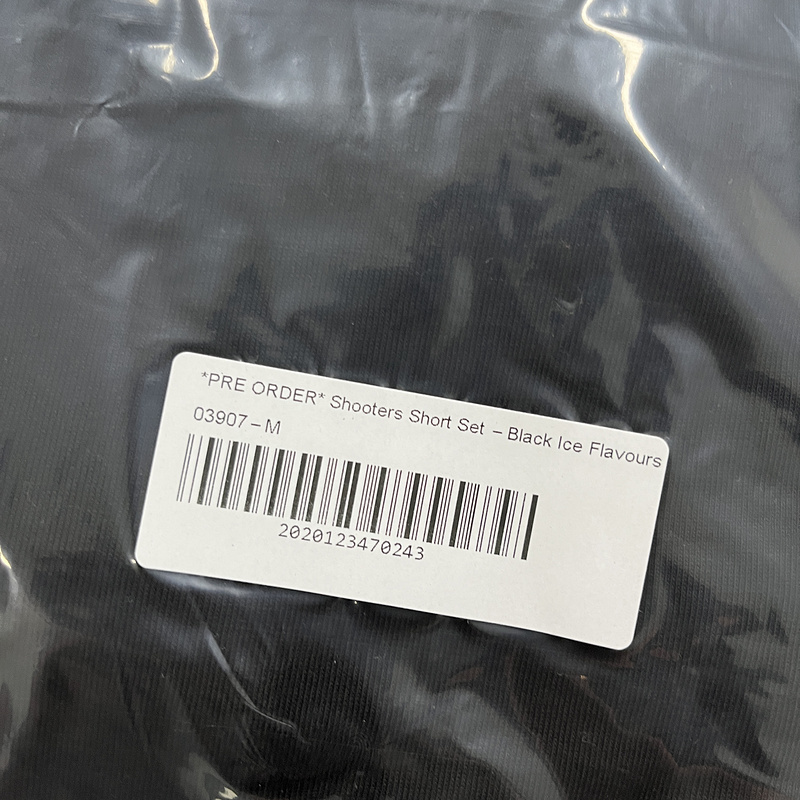 *PRE ORDER* Shooters Short Set – Black Ice Flavours
03907 – M
2020123470243